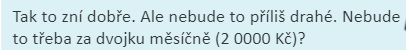 Tak to zní dobře. Ale nebude to příliš drahé. Nebude
to třeba za dvojku měsíčně (2 0000 Kč)?